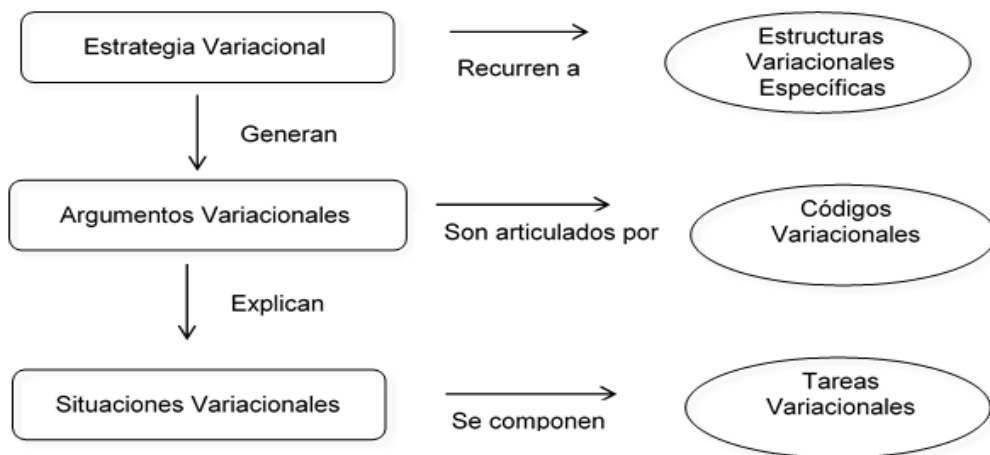 Estrategia Variacional
Recurren a
Estructuras
Variacionales
Específicas
Generan
Argumentos Variacionales
Son articulados por
Códigos
Variacionales
Explican
Situaciones Variacionales
Se componen
Tareas
Variacionales